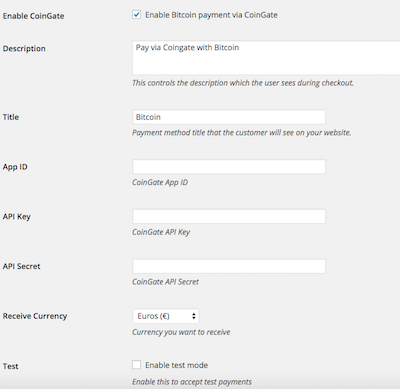 Enable CoinGate Enable Bitcoin payment via CoinGate
Description Pay via Coingate with Bitcoin
This controls the description which the user sees during checkout.
Title Bitcoin
Payment method title that the customer will see on your website.
App ID
CoinGate App ID
API Key
CoinGate API Key
API Secret
CoinGate API Secret
Receive Currency Euros (€)
Currency you want to receive
Test Enable test mode
Enable this to accept test payments